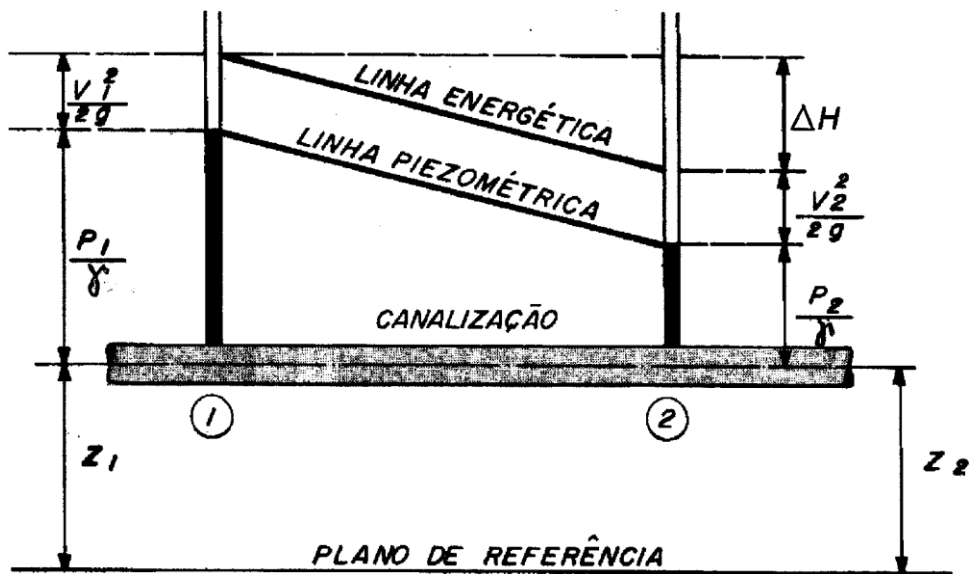 V₁²/2g
P₁/γ
Z₁
LINHA ENERGÉTICA
LINHA PIEZOMÉTRICA
CANALIZAÇÃO
1
2
ΔH
V₂²/2g
P₂/γ
Z₂
PLANO DE REFERÊNCIA